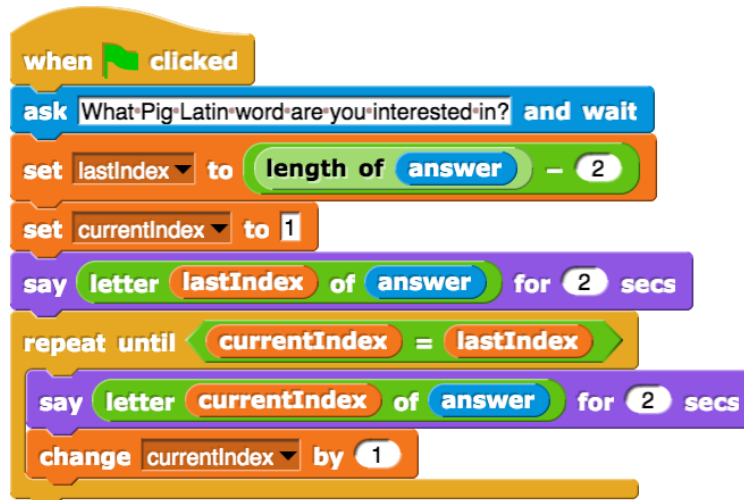 when clicked
ask What Pig Latin word are you interested in? and wait
set lastIndex to length of answer - 2
set currentIndex to 1
say letter lastIndex of answer for 2 secs
repeat until currentIndex = lastIndex
say letter currentIndex of answer for 2 secs
change currentIndex by 1